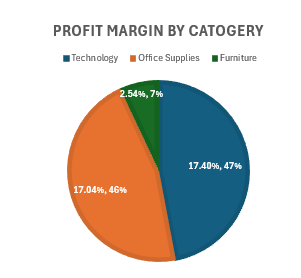 PROFIT MARGIN BY CATOGERY
Technology Office Supplies Furniture
2.54%, 7%
17.40%, 47%
17.04%, 46%